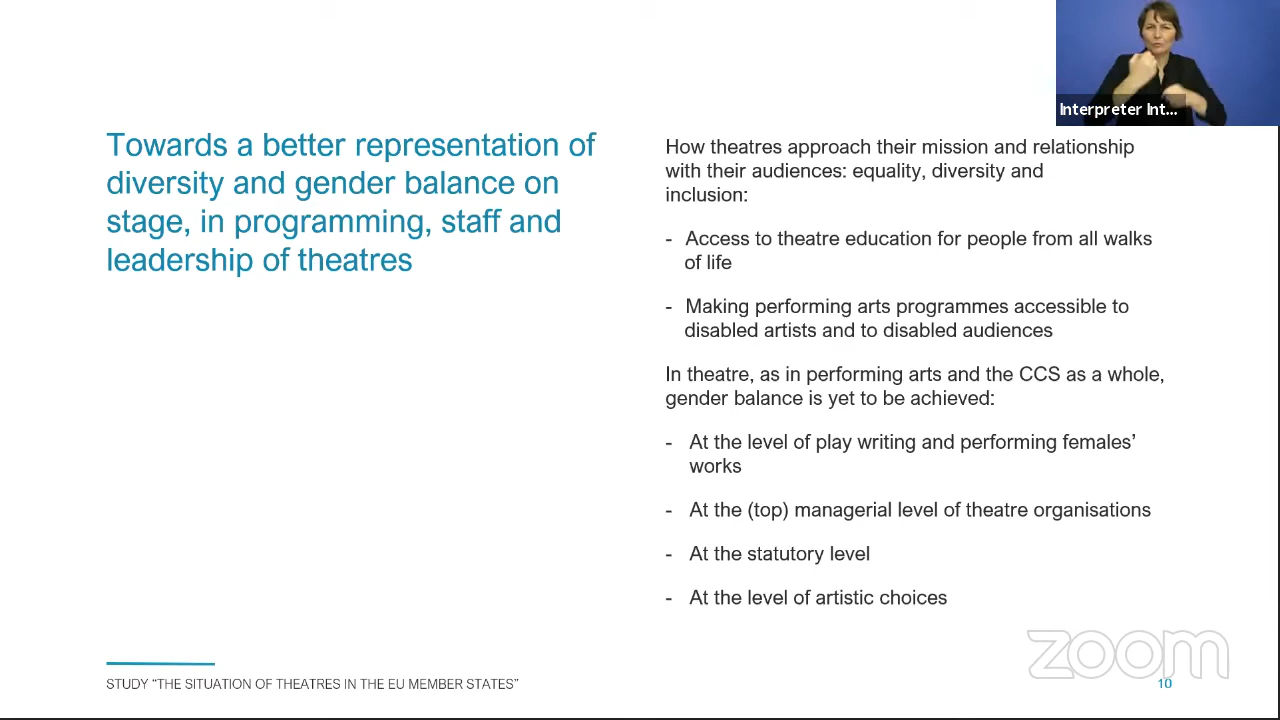 Interpreter Int...
Towards a better representation of
diversity and gender balance on
stage, in programming, staff and
leadership of theatres
How theatres approach their mission and relationship
with their audiences: equality, diversity and
inclusion:
- Access to theatre education for people from all walks
of life
- Making performing arts programmes accessible to
disabled artists and to disabled audiences
In theatre, as in performing arts and the CCS as a whole,
gender balance is yet to be achieved:
- At the level of play writing and performing females’
works
- At the (top) managerial level of theatre organisations
- At the statutory level
- At the level of artistic choices
zoom
STUDY “THE SITUATION OF THEATRES IN THE EU MEMBER STATES”
10